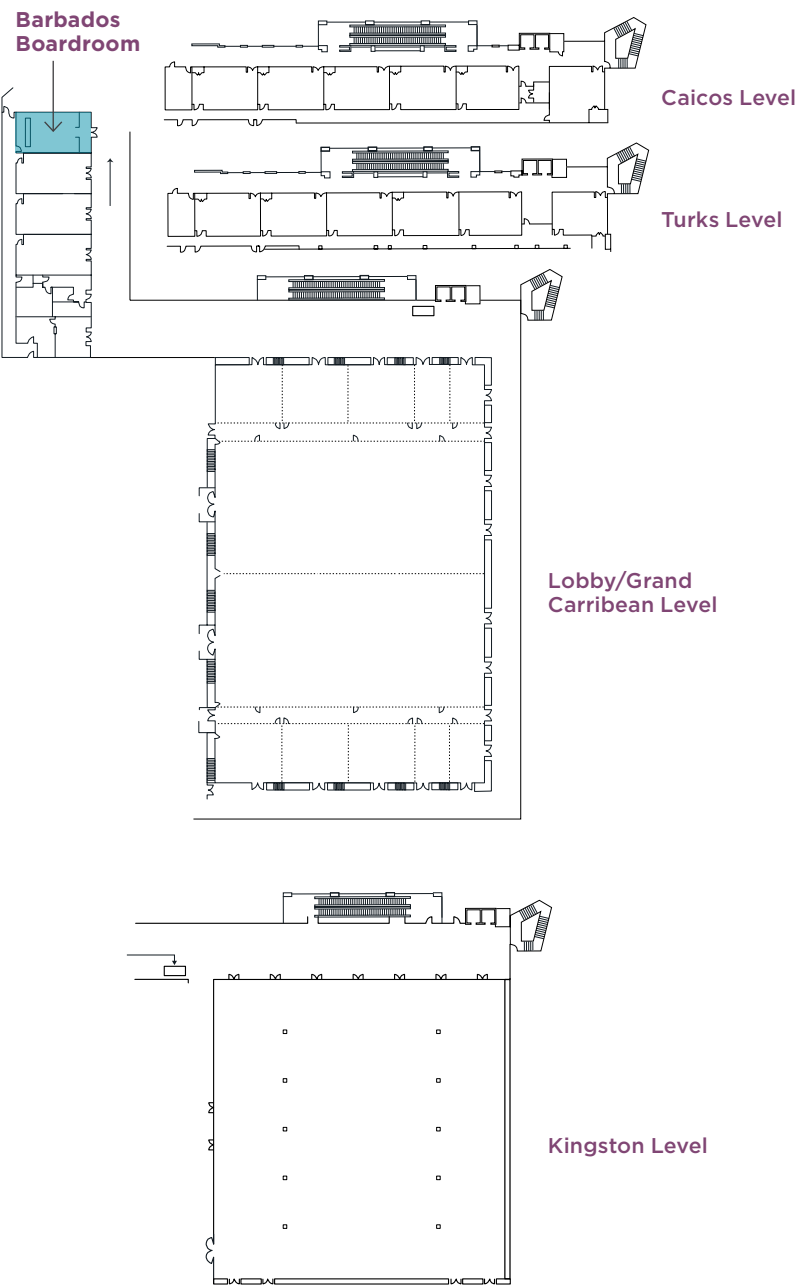 Barbados
Boardroom
Caicos Level
Turks Level
Lobby/Grand
Carribean Level
Kingston Level